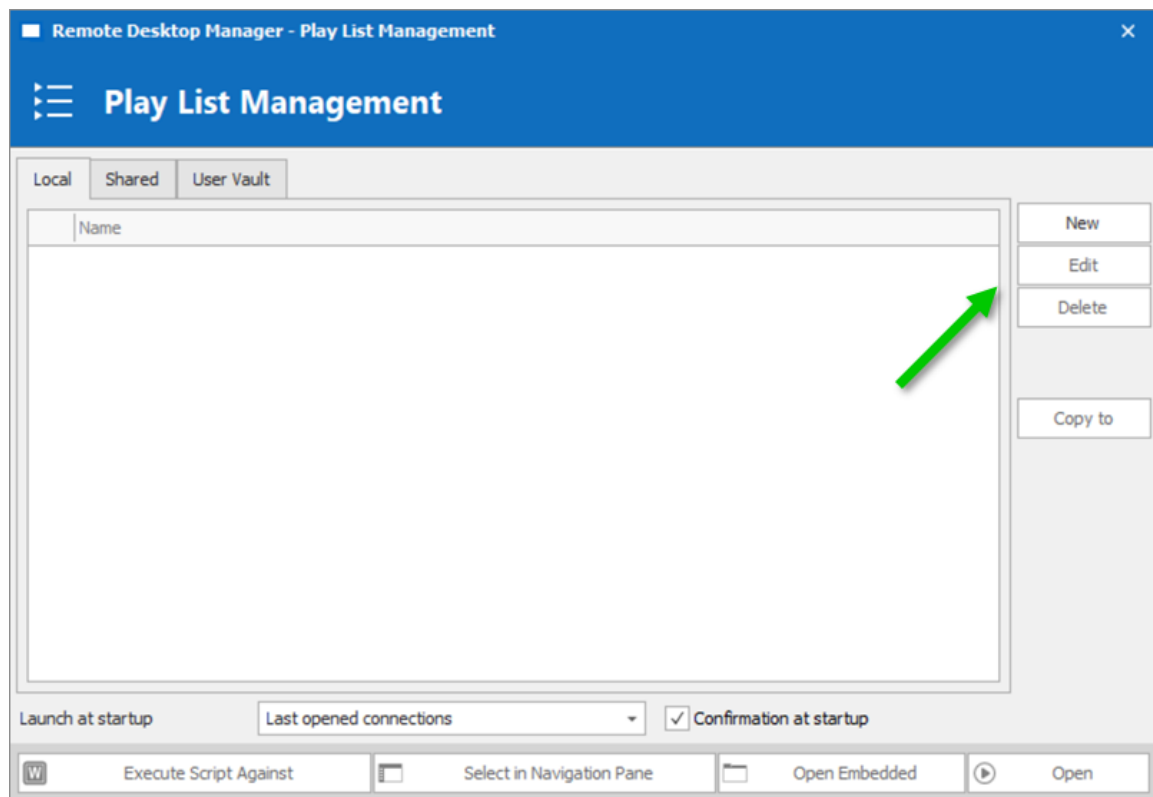 Remote Desktop Manager - Play List Management
Play List Management
Local Shared User Vault
Name
New
Edit
Delete
Copy to
Launch at startup Last opened connections Confirmation at startup
W Execute Script Against Select in Navigation Pane Open Embedded Open